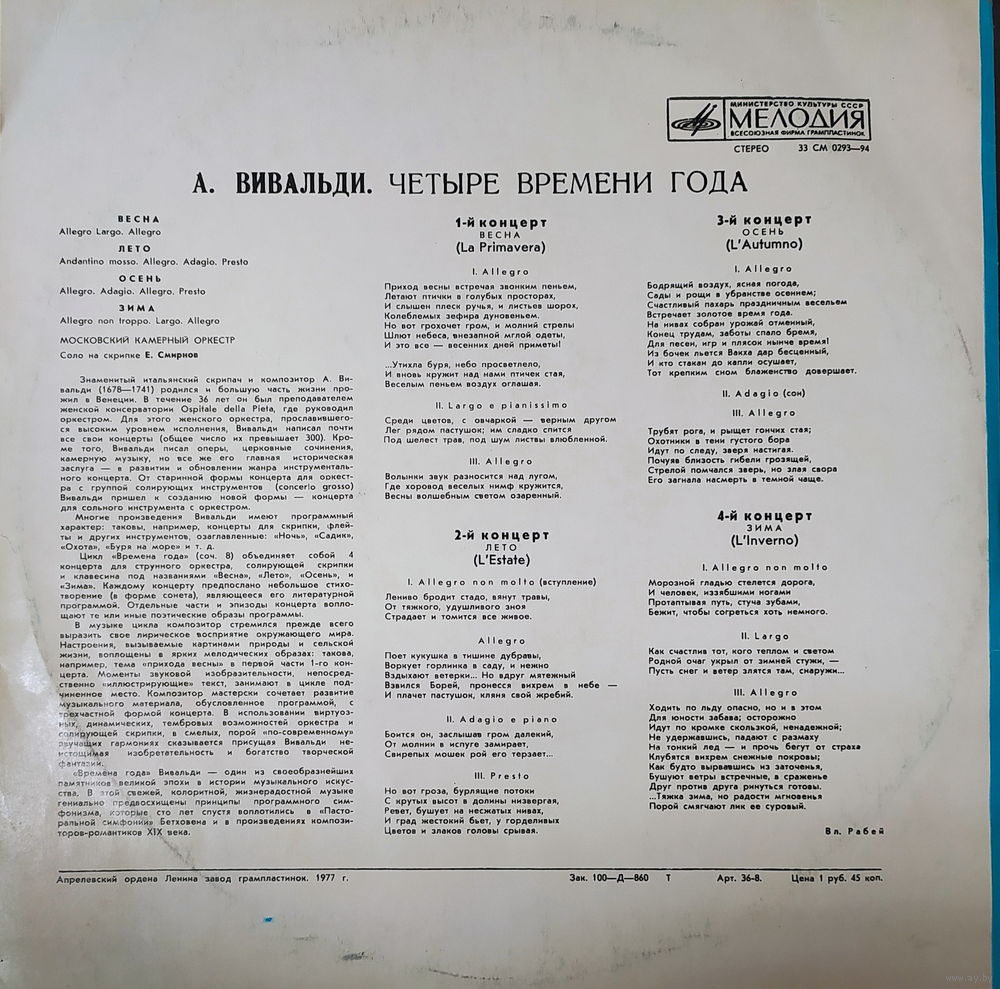 МИНИСТЕРСТВО КУЛЬТУРЫ СССР
МЕЛОДИЯ
ВСЕСОЮЗНАЯ ФИРМА ГРАМПЛАСТИНОК
СТЕРЕО 33 СМ 0293—94
А. ВИВАЛЬДИ. ЧЕТЫРЕ ВРЕМЕНИ ГОДА
ВЕСНА
Allegro Largo. Allegro
ЛЕТО
Andantino mosso. Allegro. Adagio. Presto
ОСЕНЬ
Allegro. Adagio. Allegro. Presto
ЗИМА
Allegro non troppo. Largo. Allegro
МОСКОВСКИЙ КАМЕРНЫЙ ОРКЕСТР
Соло на скрипке Е. Смирнов
Знаменитый итальянский скрипач и композитор А. Ви-
вальди (1678—1741) родился и большую часть жизни про-
жил в Венеции. В течение 36 лет он был преподавателем
женской консерватории Ospitale della Pieta, где руководил
оркестром. Для этого женского оркестра, прославившего-
ся высоким уровнем исполнения, Вивальди написал почти
все свои концерты (общее число их превышает 300). Кро-
ме того, Вивальди писал оперы, церковные сочинения,
камерную музыку, но все же его главная историческая
заслуга — в развитии и обновлении жанра инструменталь-
ного концерта. От старинной формы концерта для оркест-
ра с группой солирующих инструментов (concerto grosso)
Вивальди пришел к созданию новой формы — концерта
для сольного инструмента с оркестром.
Многие произведения Вивальди имеют программный
характер: таковы, например, концерты для скрипки, флей-
ты и других инструментов, озаглавленные: «Ночь», «Садик»,
«Охота», «Буря на море» и т. д.
Цикл «Времена года» (соч. 8) объединяет собой 4
концерта для струнного оркестра, солирующей скрипки
и клавесина под названиями «Весна», «Лето», «Осень», и
«Зима». Каждому концерту предпослано небольшое стихо-
творение (в форме сонета), являющееся его литературной
программой. Отдельные части и эпизоды концерта вопло-
щают те или иные поэтические образы программы.
В музыке цикла композитор стремился прежде всего
выразить свое лирическое восприятие окружающего мира.
Настроения, вызываемые картинами природы и сельской
жизни, воплощены в ярких мелодических образах: такова,
например, тема «прихода весны» в первой части 1-го кон-
церта. Моменты звуковой изобразительности, непосред-
ственно «иллюстрирующие» текст, занимают в цикле под-
чиненное место. Композитор мастерски сочетает развитие
музыкального материала, обусловленное программой, с
трехчастной формой концерта. В использовании виртуоз-
ных, динамических, тембровых возможностей оркестра и
солирующей скрипки, в смелых, порой «по-современному»
звучащих гармониях сказывается присущая Вивальди не-
истощимая изобретательность и богатство творческой
фантазии.
«Времена года» Вивальди — один из своеобразнейших
памятников великой эпохи в истории музыкального искус-
ства. В этой свежей, колоритной, жизнерадостной музыке
гениально предвосхищены принципы программного сим-
фонизма, которые сто лет спустя воплотились в «Пасто-
ральной симфонии» Бетховена и в произведениях компози-
торов-романтиков XIX века.
1-й концерт
ВЕСНА
(La Primavera)
I. Allegro
Приход весны встречая звонким пеньем,
Летают птички в голубых просторах,
И слышен плеск ручья, и листьев шорох,
Колеблемых зефира дуновеньем.
Но вот грохочет гром, и молний стрелы
Шлют небеса, внезапной мглой одеты,
И это все — весенних дней приметы!
...Утихла буря, небо просветлело,
И вновь кружит над нами птичек стая,
Веселым пеньем воздух оглашая.
II. Largo e pianissimo
Среди цветов, с овчаркой — верным другом
Лег рядом пастушок; им сладко спится
Под шелест трав, под шум листвы влюбленной.
III. Allegro
Волынки звук разносится над лугом,
Где хоровод веселых нимф кружится,
Весны волшебным светом озаренный.
2-й концерт
ЛЕТО
(L'Estate)
I. Allegro non molto (вступление)
Лениво бродит стадо, вянут травы,
От тяжкого, удушливого зноя
Страдает и томится все живое.
Allegro
Поет кукушка в тишине дубравы,
Воркует горлинка в саду, и нежно
Вздыхают ветерки... Но вдруг мятежный
Взвился Борей, пронесся вихрем в небе —
И плачет пастушок, кляня свой жребий.
II. Adagio e piano
Боится он, заслышав гром далекий,
От молнии в испуге замирает,
Свирепых мошек рой его терзает...
III. Presto
Но вот гроза, бурлящие потоки
С крутых высот в долины низвергая,
Ревет, бушует на несжатых нивах,
И град жестокий бьет, у горделивых
Цветов и злаков головы срывая.
3-й концерт
ОСЕНЬ
(L'Autumno)
I. Allegro
Бодрящий воздух, ясная погода,
Сады и рощи в убранстве осеннем;
Счастливый пахарь праздничным весельем
Встречает золотое время года.
На нивах собран урожай отменный,
Конец трудам, заботы спало бремя,
Для песен, игр и плясок нынче время!
Из бочек льется Вакха дар бесценный,
И кто стакан до капли осушает,
Тот крепким сном блаженство довершает.
II. Adagio (сон)
III. Allegro
Трубят рога, и рыщет гончих стая;
Охотники в тени густого бора
Идут по следу, зверя настигая.
Почуяв близость гибели грозящей,
Стрелой помчался зверь, но злая свора
Его загнала насмерть в темной чаще.
4-й концерт
ЗИМА
(L'Inverno)
I. Allegro non molto
Морозной гладью стелется дорога,
И человек, иззябшими ногами
Протаптывая путь, стуча зубами,
Бежит, чтобы согреться хоть немного.
II. Largo
Как счастлив тот, кого теплом и светом
Родной очаг укрыл от зимней стужи, —
Пусть снег и ветер злятся там, снаружи...
III. Allegro
Ходить по льду опасно, но и в этом
Для юности забава; осторожно
Идут по кромке скользкой, ненадежной;
Не удержавшись, падают с размаху
На тонкий лед — и прочь бегут от страха
Клубятся вихрем снежные покровы;
Как будто вырвавшись из заточенья,
Бушуют ветры встречные, в сраженье
Друг против друга ринуться готовы.
...Тяжка зима, но радости мгновенья
Порой смягчают лик ее суровый.
Вл. Рабей
Апрелевский ордена Ленина завод грампластинок. 1977 г. Зак. 100—Д—860 Т Арт. 36-8. Цена 1 руб. 45 коп.
www.ay.by